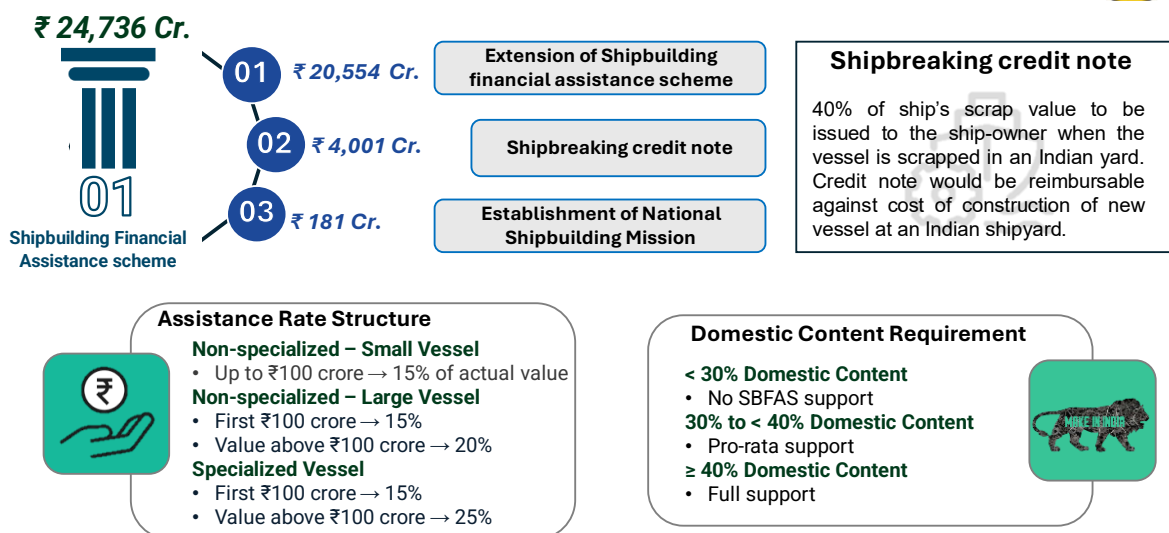 ₹ 24,736 Cr.
01
Shipbuilding Financial
Assistance scheme
01
₹ 20,554 Cr.
Extension of Shipbuilding
financial assistance scheme
02
₹ 4,001 Cr.
Shipbreaking credit note
03
₹ 181 Cr.
Establishment of National
Shipbuilding Mission
Shipbreaking credit note
40% of ship's scrap value to be
issued to the ship-owner when the
vessel is scrapped in an Indian yard.
Credit note would be reimbursable
against cost of construction of new
vessel at an Indian shipyard.
₹
Assistance Rate Structure
Non-specialized – Small Vessel
• Up to ₹100 crore → 15% of actual value
Non-specialized – Large Vessel
• First ₹100 crore → 15%
• Value above ₹100 crore → 20%
Specialized Vessel
• First ₹100 crore → 15%
• Value above ₹100 crore → 25%
Domestic Content Requirement
< 30% Domestic Content
• No SBFAS support
30% to < 40% Domestic Content
• Pro-rata support
≥ 40% Domestic Content
• Full support
MAKE IN INDIA